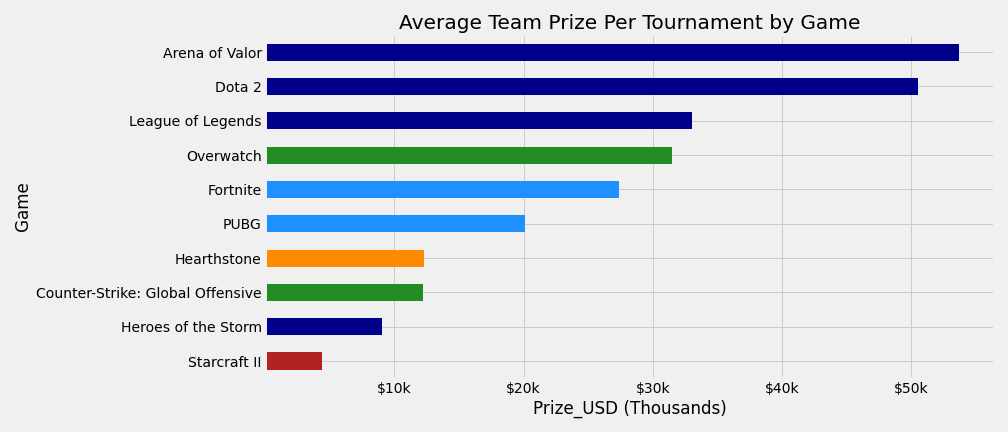 Average Team Prize Per Tournament by Game
Arena of Valor
Dota 2
League of Legends
Overwatch
Fortnite
PUBG
Hearthstone
Counter-Strike: Global Offensive
Heroes of the Storm
Starcraft II
Game
$10k $20k $30k $40k $50k
Prize_USD (Thousands)